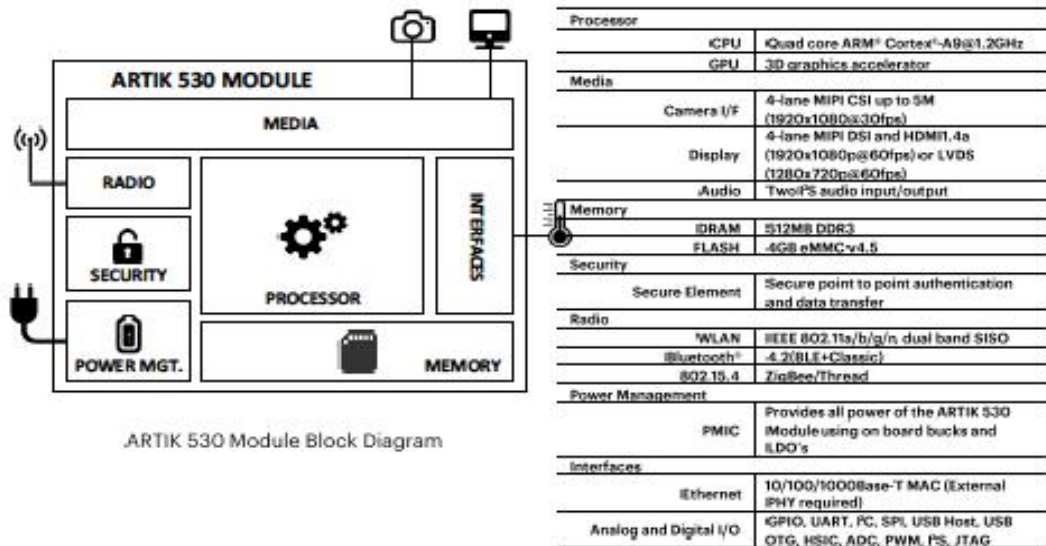 ARTIK 530 MODULE
MEDIA
RADIO
SECURITY
POWER MGT.
PROCESSOR
INTERFACES
MEMORY
ARTIK 530 Module Block Diagram
Processor
CPU Quad core ARM® Cortex®-A9@1.2GHz
GPU 3D graphics accelerator
Media
Camera I/F 4-lane MIPI CSI up to 5M
(1920x1080@30fps)
Display 4-lane MIPI DSI and HDMI1.4a
(1920x1080p@60fps) or LVDS
(1280x720p@60fps)
Audio Two I²S audio input/output
Memory
DRAM 512MB DDR3
FLASH 4GB eMMC v4.5
Security
Secure Element Secure point to point authentication
and data transfer
Radio
WLAN IEEE 802.11a/b/g/n, dual band SISO
Bluetooth® 4.2(BLE+Classic)
802.15.4 ZigBee/Thread
Power Management
PMIC Provides all power of the ARTIK 530
Module using on board bucks and
LDO's
Interfaces
Ethernet 10/100/1000Base-T MAC (External
PHY required)
Analog and Digital I/O GPIO, UART, I²C, SPI, USB Host, USB
OTG, HSIC, ADC, PWM, I²S, JTAG